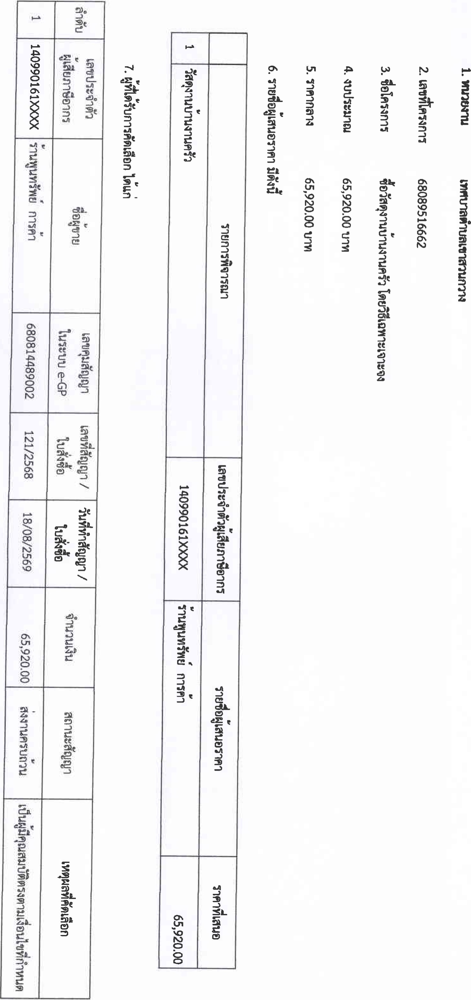 1. หน่วยงาน เทศบาลตำบลเขาสวนกวาง
2. เลขที่โครงการ 68089516662
3. ชื่อโครงการ ซื้อวัสดุงานบ้านงานครัว โดยวิธีเฉพาะเจาะจง
4. งบประมาณ 65,920.00 บาท
5. ราคากลาง 65,920.00 บาท
6. รายชื่อผู้เสนอราคา มีดังนี้
รายการพิจารณา เลขประจำตัวผู้เสียภาษีอากร รายชื่อผู้เสนอราคา ราคาที่เสนอ
1 วัสดุงานบ้านงานครัว 140990161XXXX ร้านพูนทรัพย์ การค้า 65,920.00
7. ผู้ที่ได้รับการคัดเลือก ได้แก่
ลำดับ เลขประจำตัว ชื่อผู้ขาย เลขคุมสัญญา เลขที่สัญญา / วันที่ทำสัญญา / จำนวนเงิน สถานะสัญญา เหตุผลที่คัดเลือก
ผู้เสียภาษีอากร ในระบบ e-GP ใบสั่งซื้อ ใบสั่งซื้อ
1 140990161XXXX ร้านพูนทรัพย์ การค้า 680814489002 121/2568 18/08/2569 65,920.00 ส่งงานครบถ้วน เป็นผู้มีคุณสมบัติตรงตามเงื่อนไขที่กำหนด